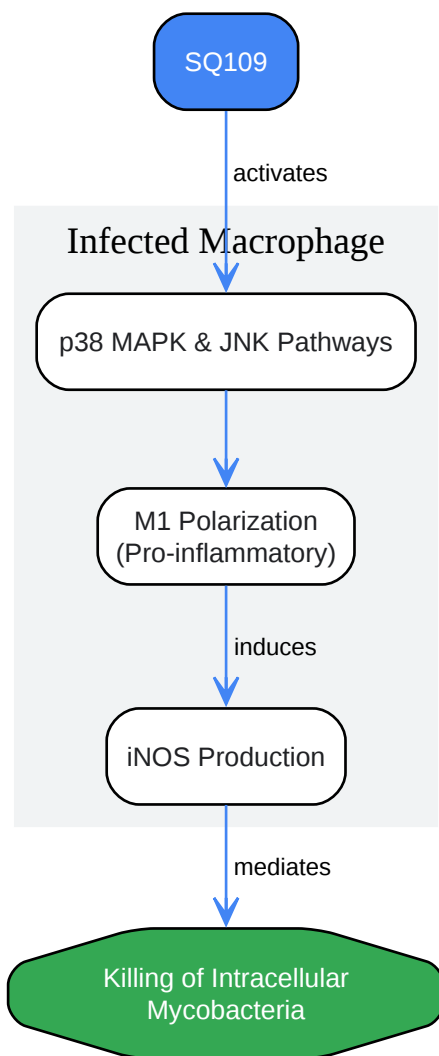 SQ109
activates
Infected Macrophage
p38 MAPK & JNK Pathways
M1 Polarization
(Pro-inflammatory)
induces
iNOS Production
mediates
Killing of Intracellular
Mycobacteria